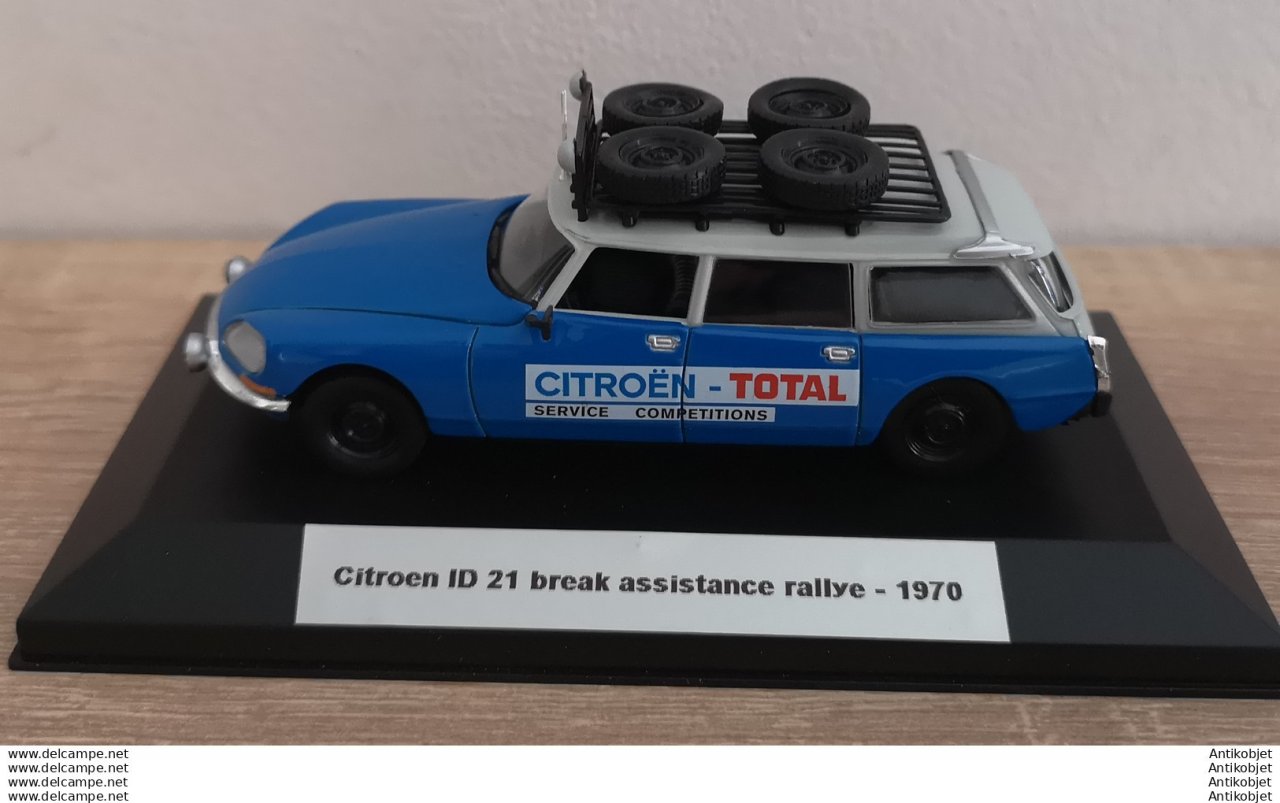 CITROËN - TOTAL
SERVICE COMPETITIONS
Citroen ID 21 break assistance rallye - 1970
www.delcampe.net Antikobjet
www.delcampe.net Antikobjet
www.delcampe.net Antikobjet
www.delcampe.net Antikobjet